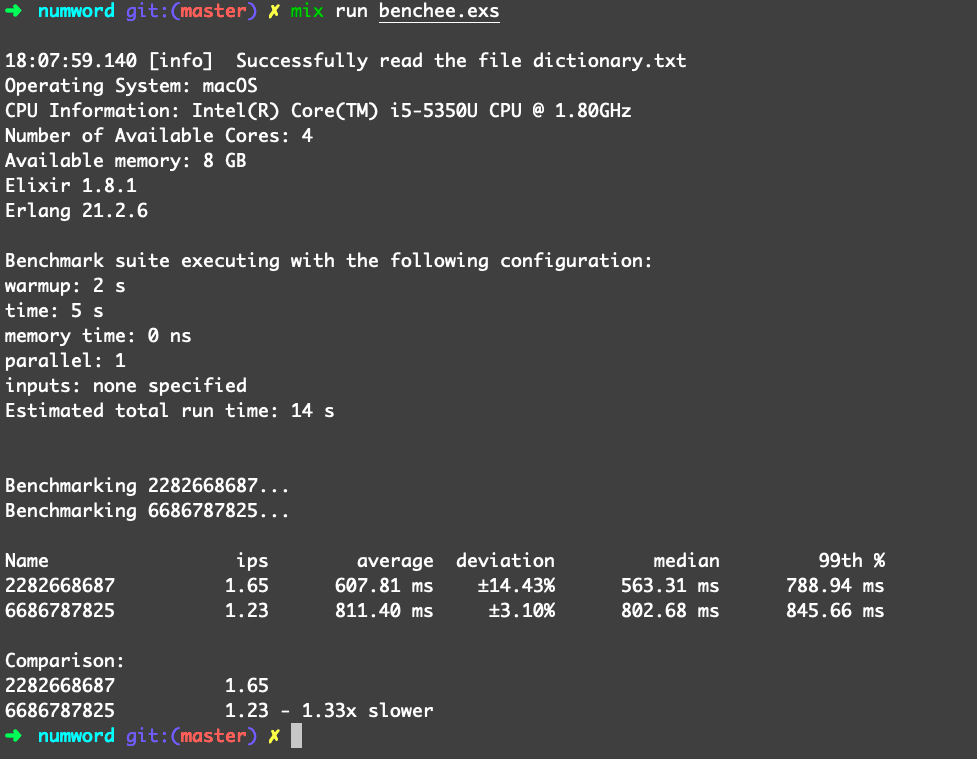 ➜ numword git:(master) ✗ mix run benchee.exs
18:07:59.140 [info]  Successfully read the file dictionary.txt
Operating System: macOS
CPU Information: Intel(R) Core(TM) i5-5350U CPU @ 1.80GHz
Number of Available Cores: 4
Available memory: 8 GB
Elixir 1.8.1
Erlang 21.2.6
Benchmark suite executing with the following configuration:
warmup: 2 s
time: 5 s
memory time: 0 ns
parallel: 1
inputs: none specified
Estimated total run time: 14 s
Benchmarking 2282668687...
Benchmarking 6686787825...
Name                 ips        average  deviation         median         99th %
2282668687          1.65      607.81 ms    ±14.43%      563.31 ms      788.94 ms
6686787825          1.23      811.40 ms     ±3.10%      802.68 ms      845.66 ms
Comparison:
2282668687          1.65
6686787825          1.23 - 1.33x slower
➜ numword git:(master) ✗